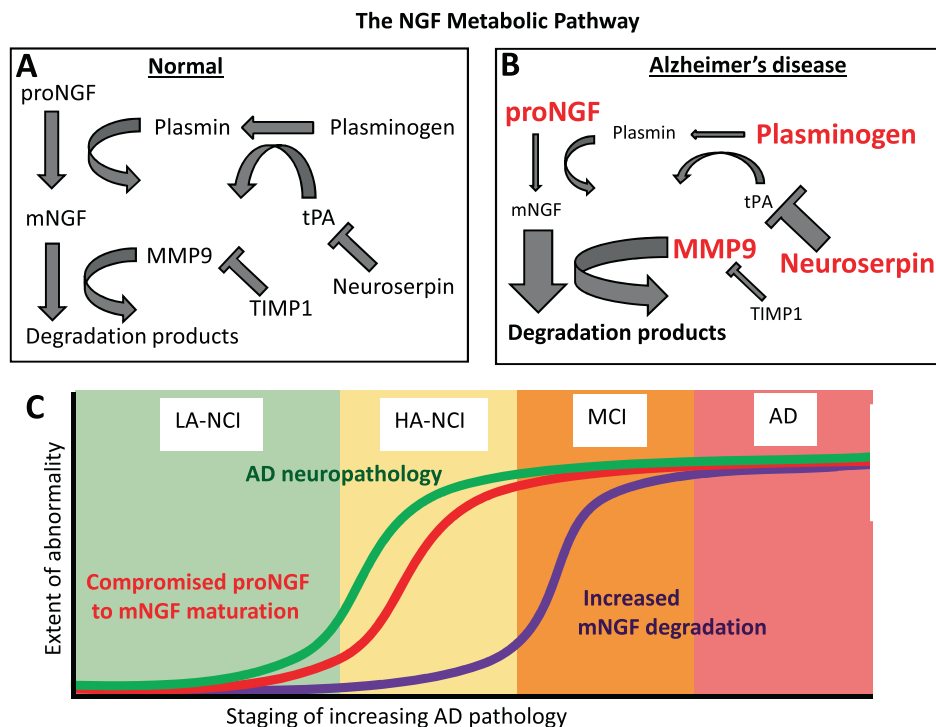 The NGF Metabolic Pathway
A
Normal
proNGF
Plasmin
Plasminogen
mNGF
tPA
MMP9
Neuroserpin
TIMP1
Degradation products
B
Alzheimer's disease
proNGF
Plasmin
Plasminogen
mNGF
tPA
MMP9
Neuroserpin
TIMP1
Degradation products
C
LA-NCI
HA-NCI
MCI
AD
AD neuropathology
Compromised proNGF
to mNGF maturation
Increased
mNGF degradation
Extent of abnormality
Staging of increasing AD pathology